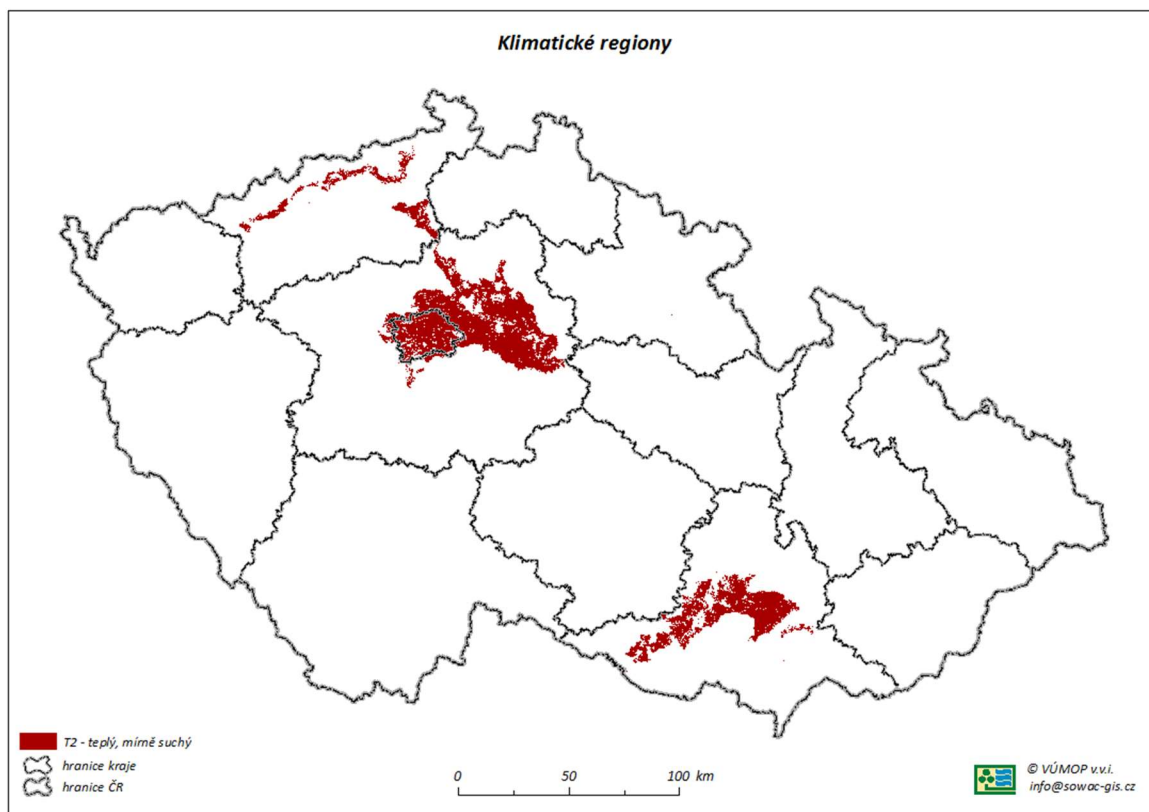 Klimatické regiony
T2 - teplý, mírně suchý
hranice kraje
hranice ČR
0 50 100 km
© VÚMOP v.v.i.
info@sowac-gis.cz